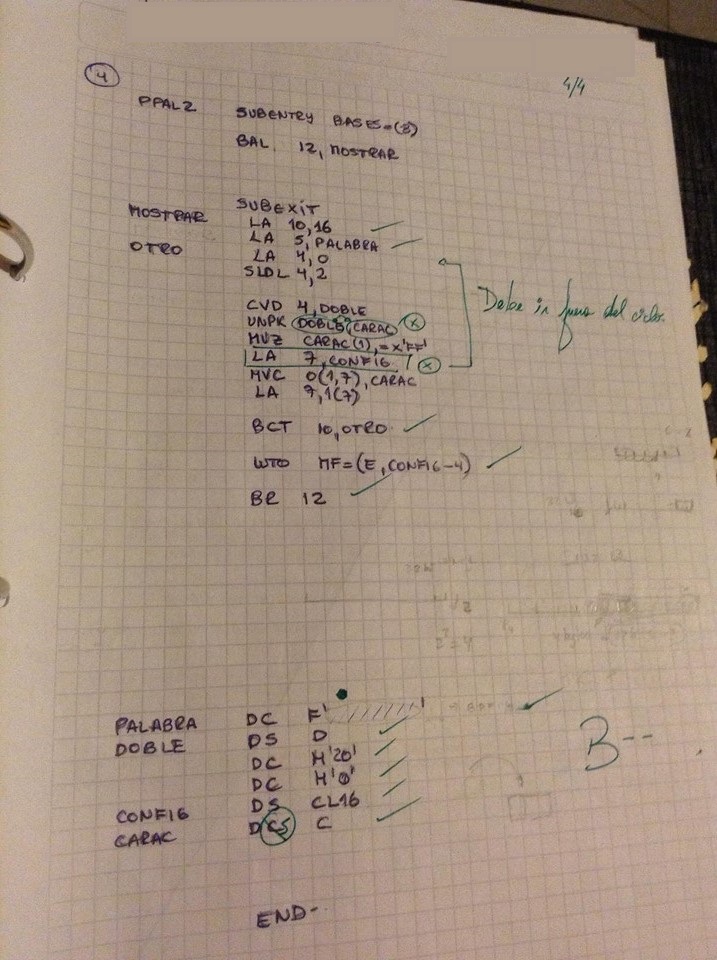 4
4/4
PPAL2 SUBENTRY BASES=(3)
BAL 12, MOSTRAR
SUBEXIT
MOSTRAR LA 10,16
LA 5, PALABRA
OTRO LA 4,0
SLDL 4,2
CVD 4, DOBLE
UNPK DOBLE, CARAC x
MVZ CARAC(1),=X'FF'
LA 7, CONFIG x
MVC 0(1,7), CARAC
LA 7,1(7)
Debe ir fuera del ciclo.
BCT 10, OTRO
WTO MF=(E, CONFIG-4)
BR 12
PALABRA DC F' '
DOBLE DS D
DC H'20'
DC H'0'
CONFIG DS CL16
CARAC C
B--
END-